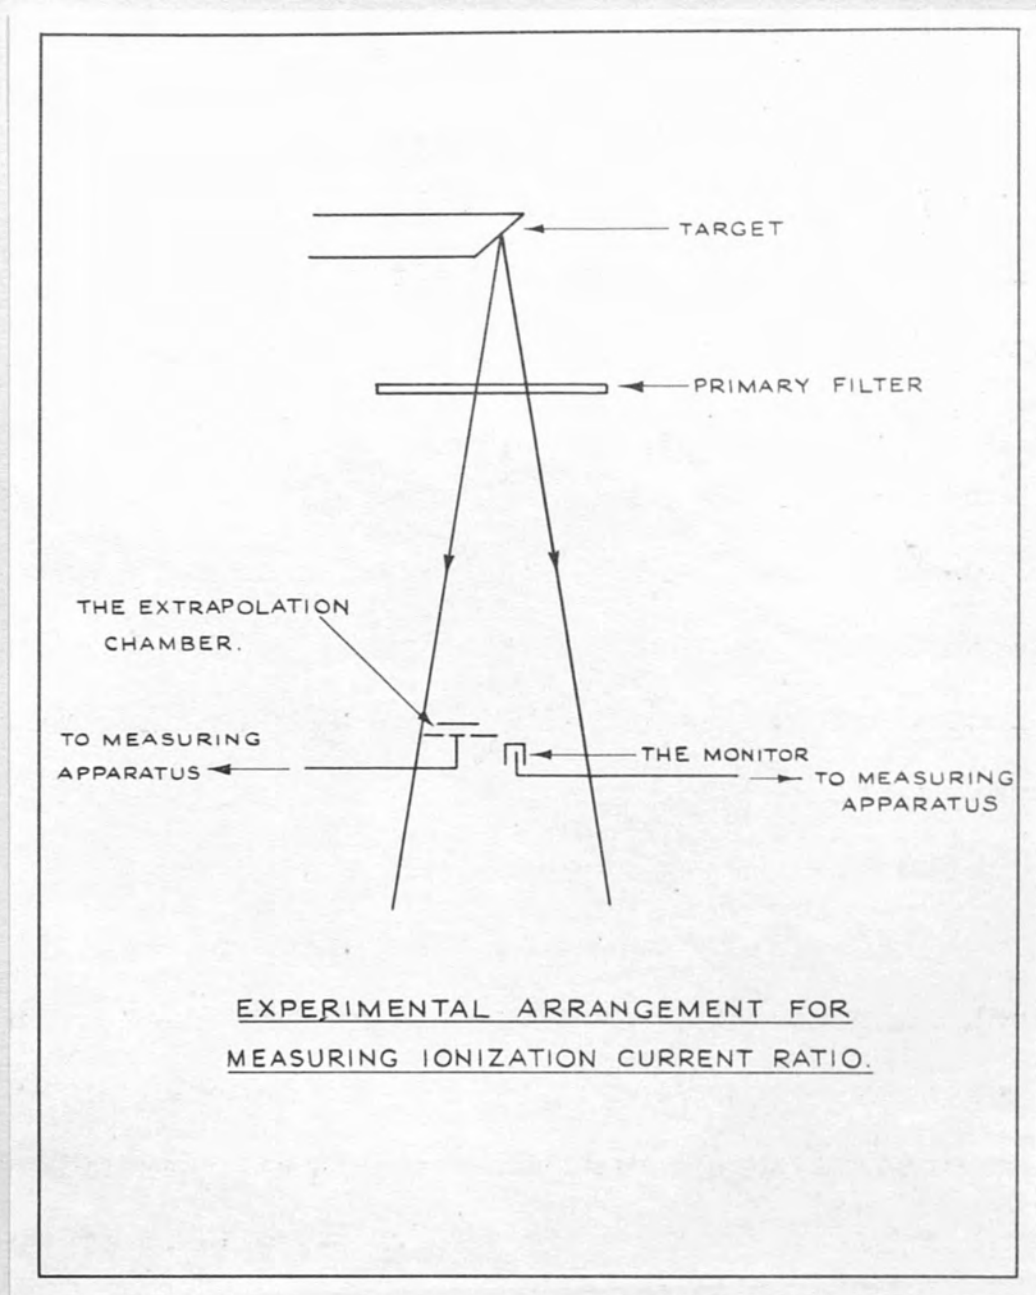 TARGET
PRIMARY FILTER
THE EXTRAPOLATION
CHAMBER.
TO MEASURING
APPARATUS
THE MONITOR
TO MEASURING
APPARATUS
EXPERIMENTAL ARRANGEMENT FOR
MEASURING IONIZATION CURRENT RATIO.